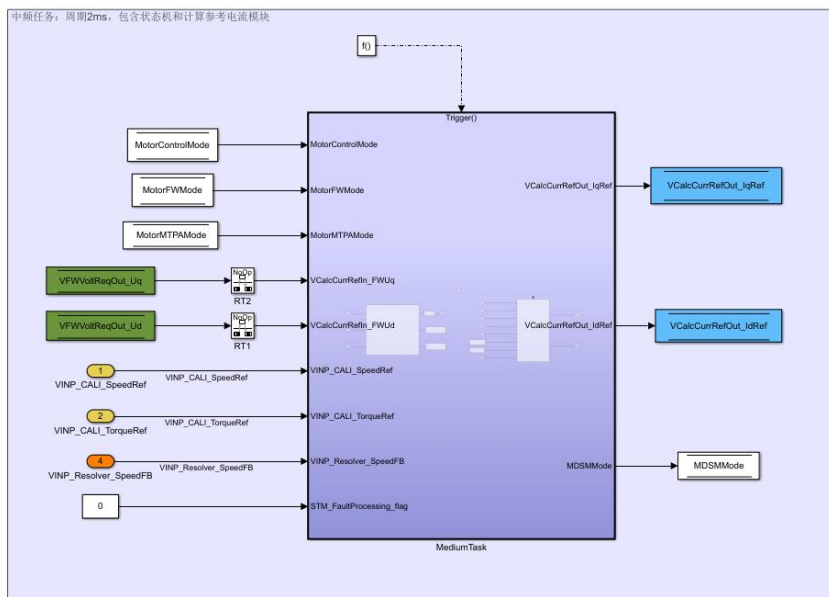 中频任务：周期2ms，包含状态机和计算参考电流模块
f()
Trigger()
MotorControlMode
MotorControlMode
MotorFWMode
MotorFWMode
VCalcCurrRefOut_IqRef
VCalcCurrRefOut_IqRef
MotorMTPAMode
MotorMTPAMode
VFWVoltReqOut_Uq
NoOp
VCalcCurrRefIn_FWUq
RT2
VFWVoltReqOut_Ud
NoOp
VCalcCurrRefIn_FWUd
VCalcCurrRefOut_IdRef
VCalcCurrRefOut_IdRef
RT1
1
VINP_CALI_SpeedRef
VINP_CALI_SpeedRef
VINP_CALI_SpeedRef
2
VINP_CALI_TorqueRef
VINP_CALI_TorqueRef
VINP_CALI_TorqueRef
4
VINP_Resolver_SpeedFB
VINP_Resolver_SpeedFB
VINP_Resolver_SpeedFB
MDSMMode
MDSMMode
0
STM_FaultProcessing_flag
MediumTask